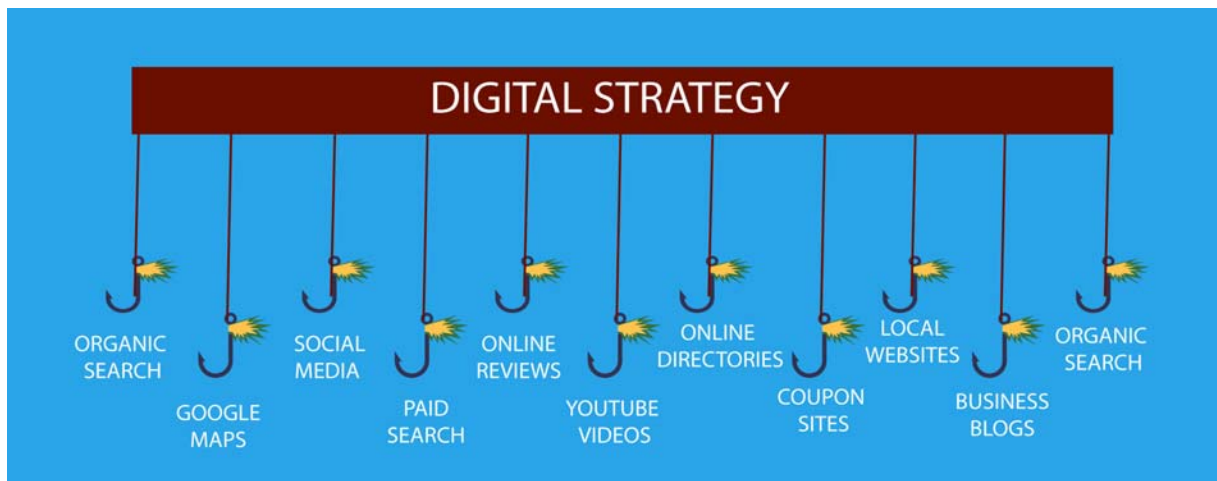 DIGITAL STRATEGY
ORGANIC
SEARCH
GOOGLE
MAPS
SOCIAL
MEDIA
PAID
SEARCH
ONLINE
REVIEWS
YOUTUBE
VIDEOS
ONLINE
DIRECTORIES
COUPON
SITES
LOCAL
WEBSITES
BUSINESS
BLOGS
ORGANIC
SEARCH